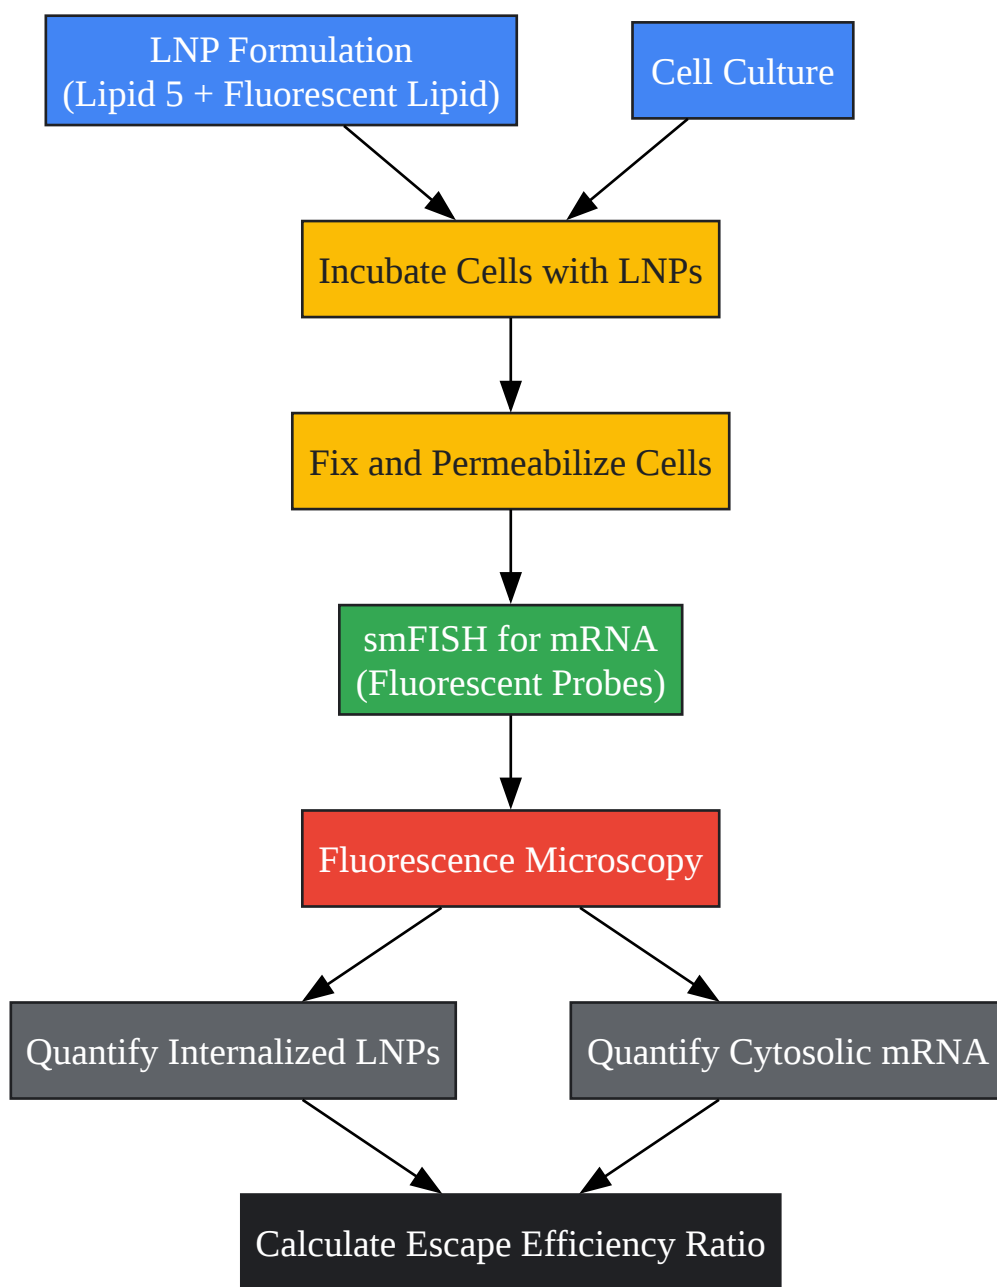 LNP Formulation
(Lipid 5 + Fluorescent Lipid)
Cell Culture
Incubate Cells with LNPs
Fix and Permeabilize Cells
smFISH for mRNA
(Fluorescent Probes)
Fluorescence Microscopy
Quantify Internalized LNPs
Quantify Cytosolic mRNA
Calculate Escape Efficiency Ratio